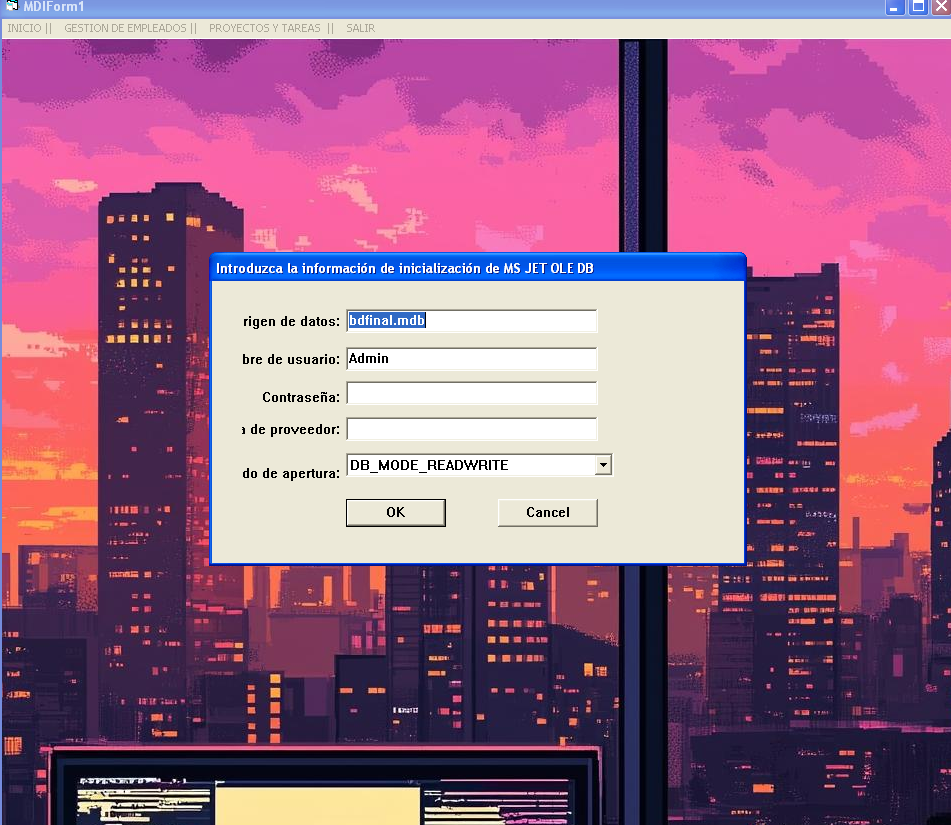 MDIForm1
INICIO || GESTION DE EMPLEADOS || PROYECTOS Y TAREAS || SALIR
Introduzca la información de inicialización de MS JET OLE DB
rigen de datos: bdfinal.mdb
bre de usuario: Admin
Contraseña:
a de proveedor:
do de apertura: DB_MODE_READWRITE
OK Cancel